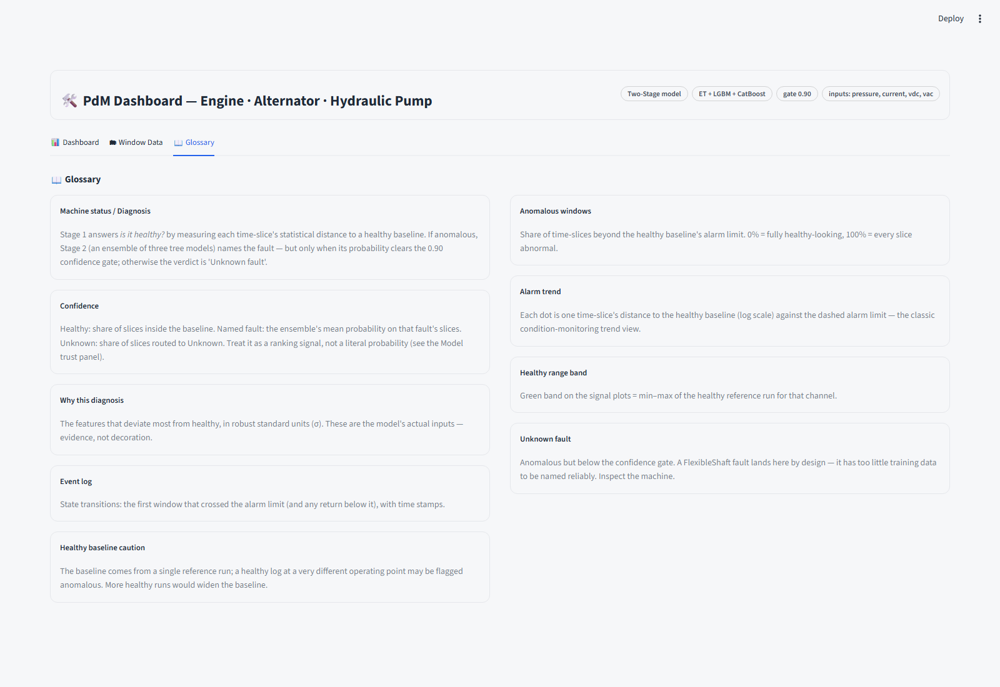 Deploy
PdM Dashboard — Engine · Alternator · Hydraulic Pump
Two-Stage model
ET + LGBM + CatBoost
gate 0.90
inputs: pressure, current, vdc, vac
Dashboard
Window Data
Glossary
Glossary
Machine status / Diagnosis
Stage 1 answers is it healthy? by measuring each time-slice's statistical distance to a healthy baseline. If anomalous,
Stage 2 (an ensemble of three tree models) names the fault — but only when its probability clears the 0.90
confidence gate; otherwise the verdict is 'Unknown fault'.
Confidence
Healthy: share of slices inside the baseline. Named fault: the ensemble's mean probability on that fault's slices.
Unknown: share of slices routed to Unknown. Treat it as a ranking signal, not a literal probability (see the Model
trust panel).
Why this diagnosis
The features that deviate most from healthy, in robust standard units (σ). These are the model's actual inputs —
evidence, not decoration.
Event log
State transitions: the first window that crossed the alarm limit (and any return below it), with time stamps.
Healthy baseline caution
The baseline comes from a single reference run; a healthy log at a very different operating point may be flagged
anomalous. More healthy runs would widen the baseline.
Anomalous windows
Share of time-slices beyond the healthy baseline's alarm limit. 0% = fully healthy-looking, 100% = every slice
abnormal.
Alarm trend
Each dot is one time-slice's distance to the healthy baseline (log scale) against the dashed alarm limit — the classic
condition-monitoring trend view.
Healthy range band
Green band on the signal plots = min–max of the healthy reference run for that channel.
Unknown fault
Anomalous but below the confidence gate. A FlexibleShaft fault lands here by design — it has too little training data
to be named reliably. Inspect the machine.